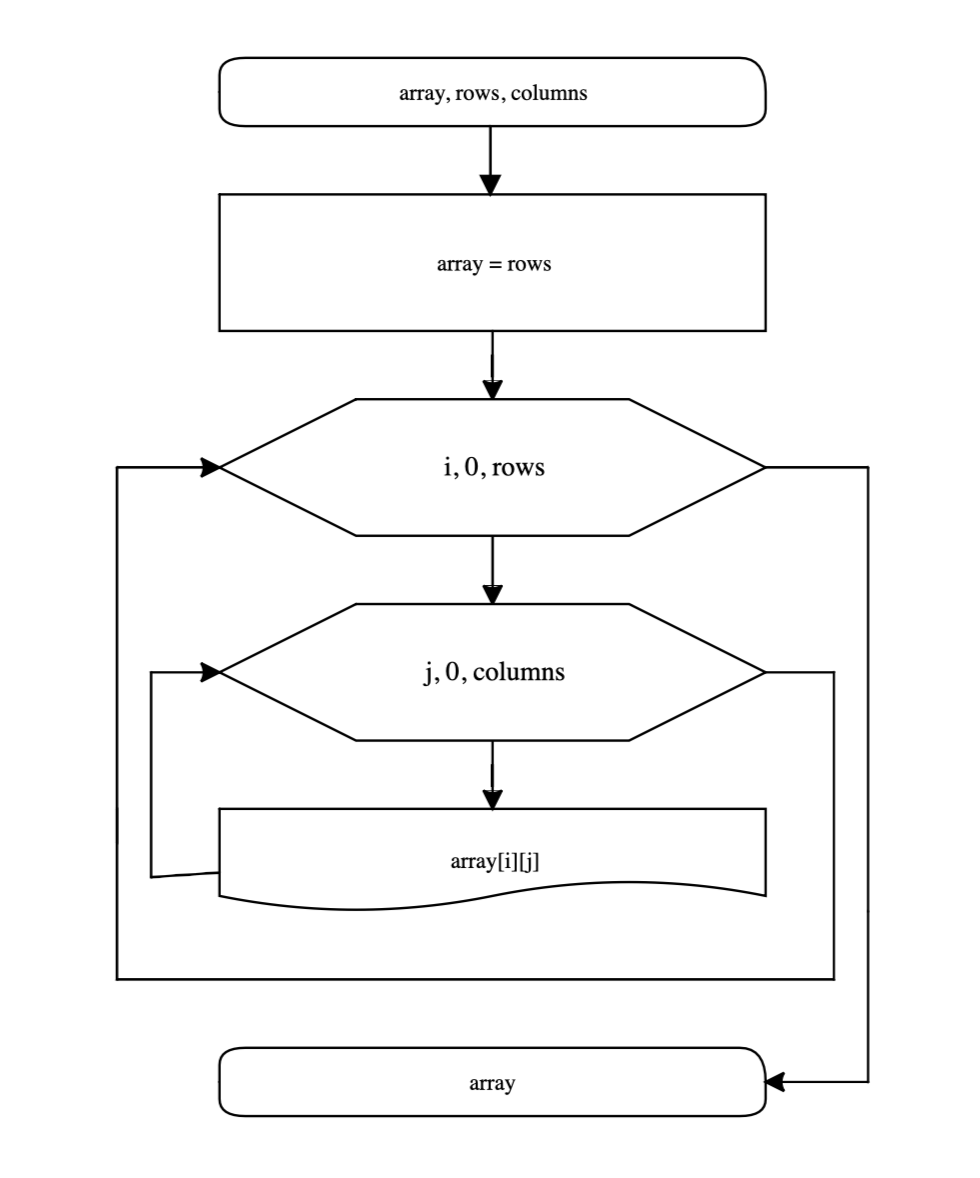 array, rows, columns
array = rows
i, 0, rows
j, 0, columns
array[i][j]
array